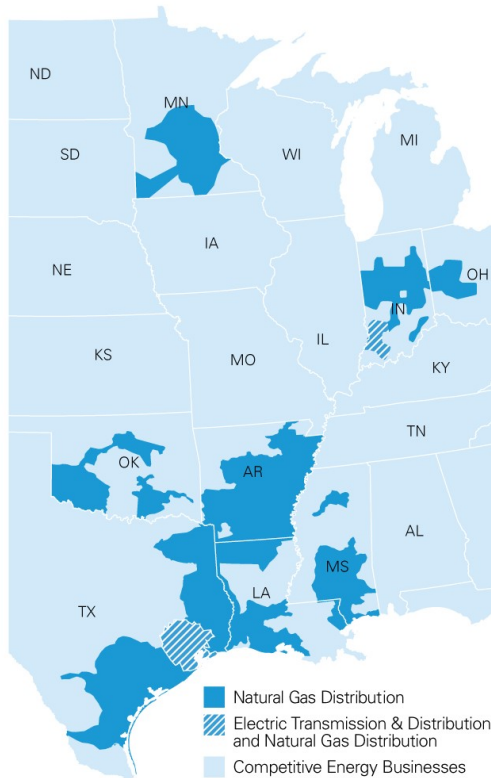 ND
MN
SD
WI
MI
IA
NE
OH
IN
IL
KS
MO
KY
TN
OK
AR
AL
MS
LA
TX
Natural Gas Distribution
Electric Transmission & Distribution
and Natural Gas Distribution
Competitive Energy Businesses